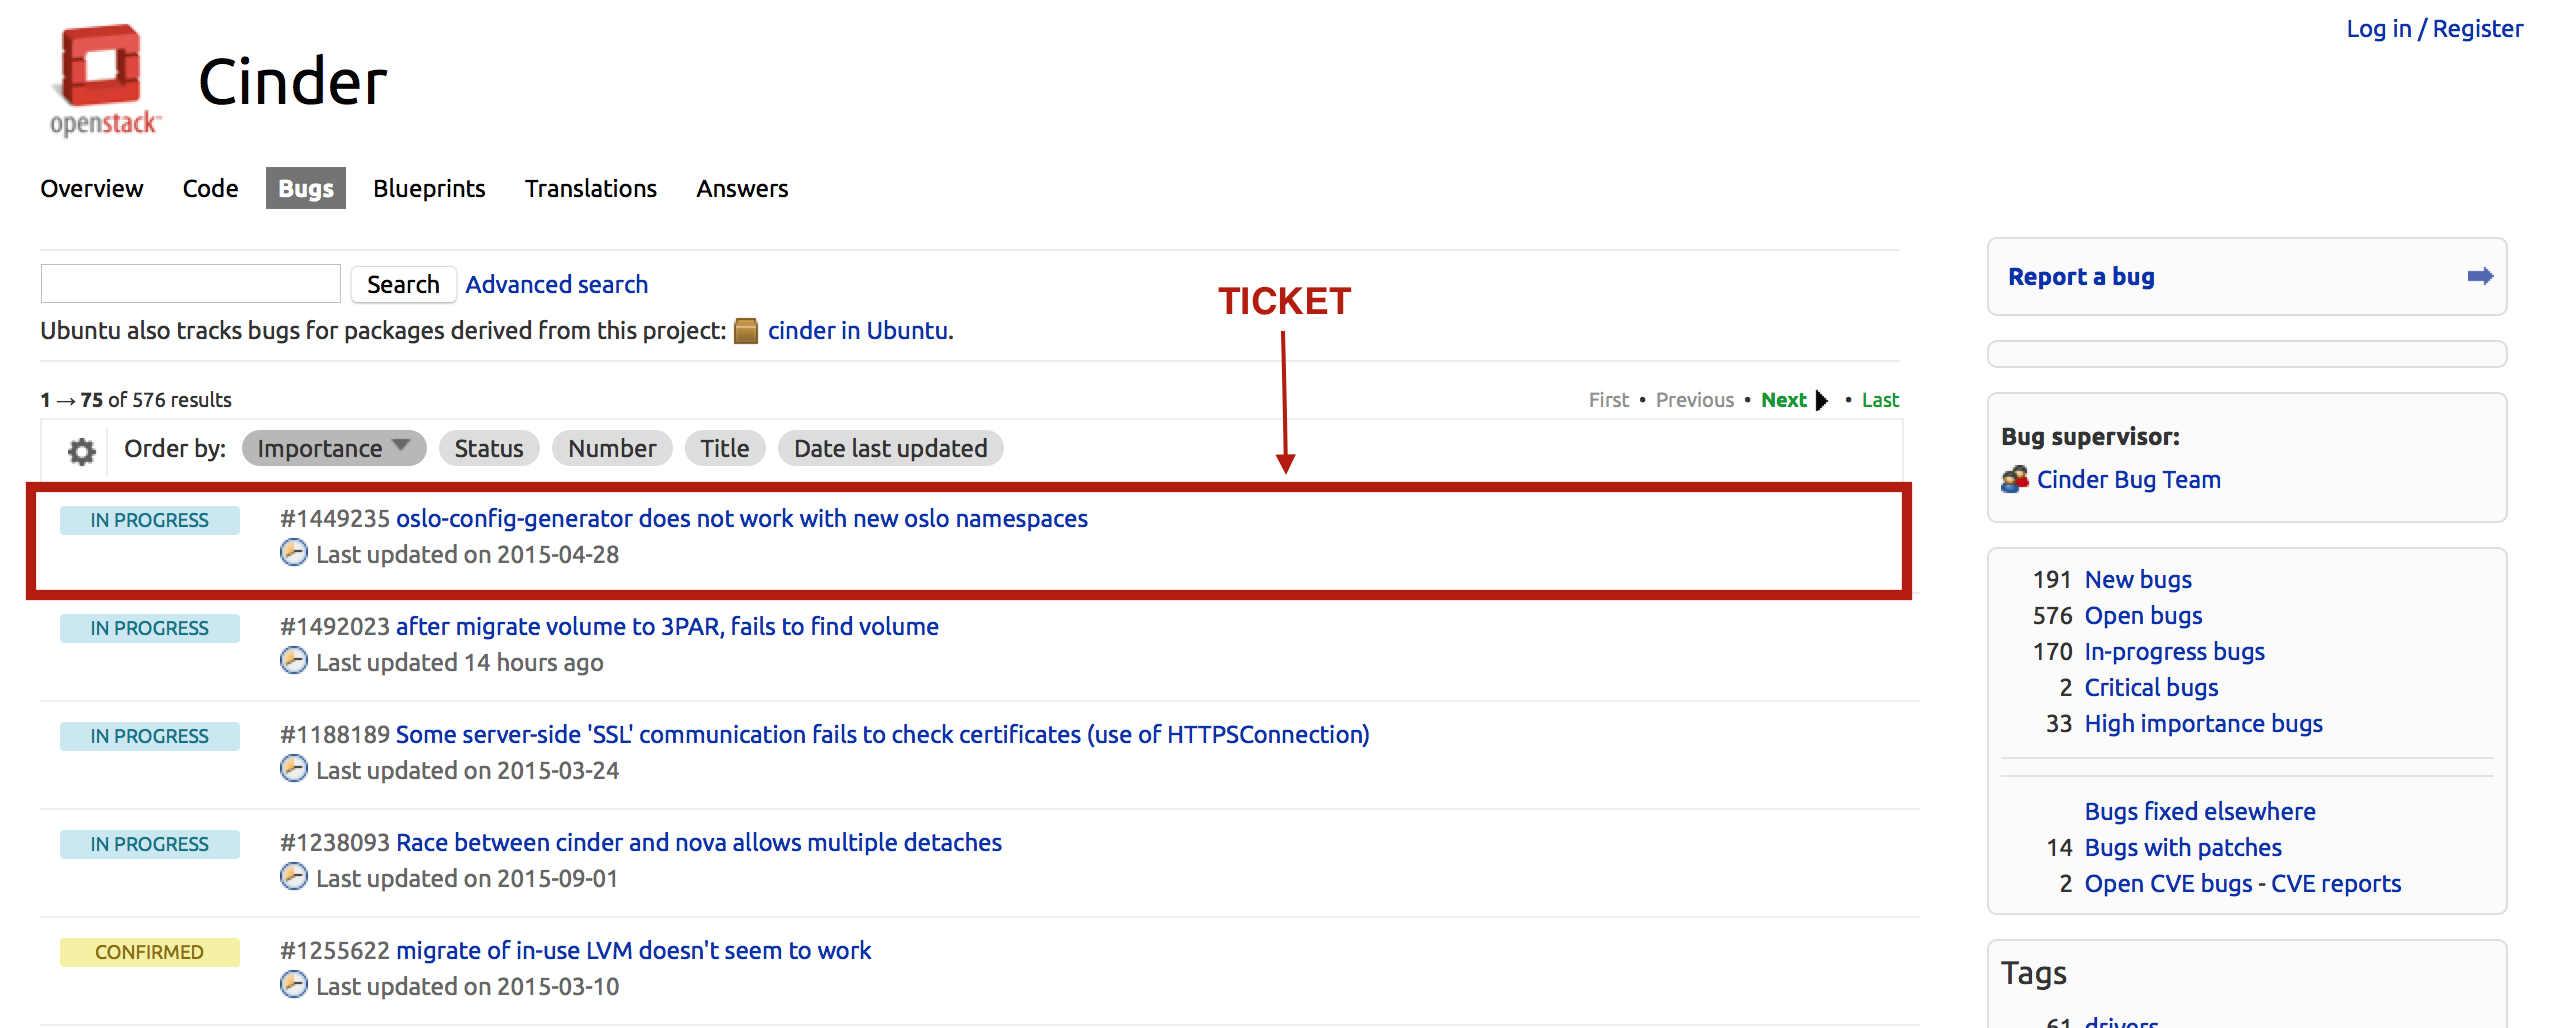 Log in / Register
openstack™
Cinder
Overview Code Bugs Blueprints Translations Answers
Search Advanced search
Ubuntu also tracks bugs for packages derived from this project: cinder in Ubuntu.
TICKET
1 → 75 of 576 results
First • Previous • Next • Last
Order by: Importance Status Number Title Date last updated
IN PROGRESS #1449235 oslo-config-generator does not work with new oslo namespaces
Last updated on 2015-04-28
IN PROGRESS #1492023 after migrate volume to 3PAR, fails to find volume
Last updated 14 hours ago
IN PROGRESS #1188189 Some server-side 'SSL' communication fails to check certificates (use of HTTPSConnection)
Last updated on 2015-03-24
IN PROGRESS #1238093 Race between cinder and nova allows multiple detaches
Last updated on 2015-09-01
CONFIRMED #1255622 migrate of in-use LVM doesn't seem to work
Last updated on 2015-03-10
Report a bug
Bug supervisor:
Cinder Bug Team
191 New bugs
576 Open bugs
170 In-progress bugs
2 Critical bugs
33 High importance bugs
Bugs fixed elsewhere
14 Bugs with patches
2 Open CVE bugs - CVE reports
Tags
61 drivers